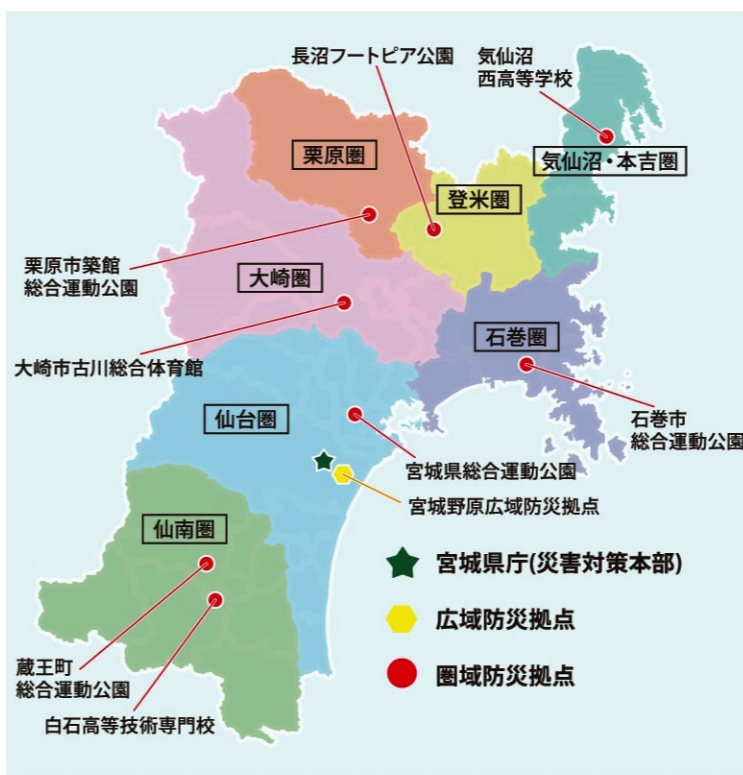 長沼フートピア公園
気仙沼
西高等学校
栗原圏
気仙沼・本吉圏
登米圏
栗原市築館
総合運動公園
大崎圏
石巻圏
大崎市古川総合体育館
仙台圏
石巻市
総合運動公園
宮城県総合運動公園
宮城野原広域防災拠点
仙南圏
宮城県庁(災害対策本部)
広域防災拠点
圏域防災拠点
蔵王町
総合運動公園
白石高等技術専門校